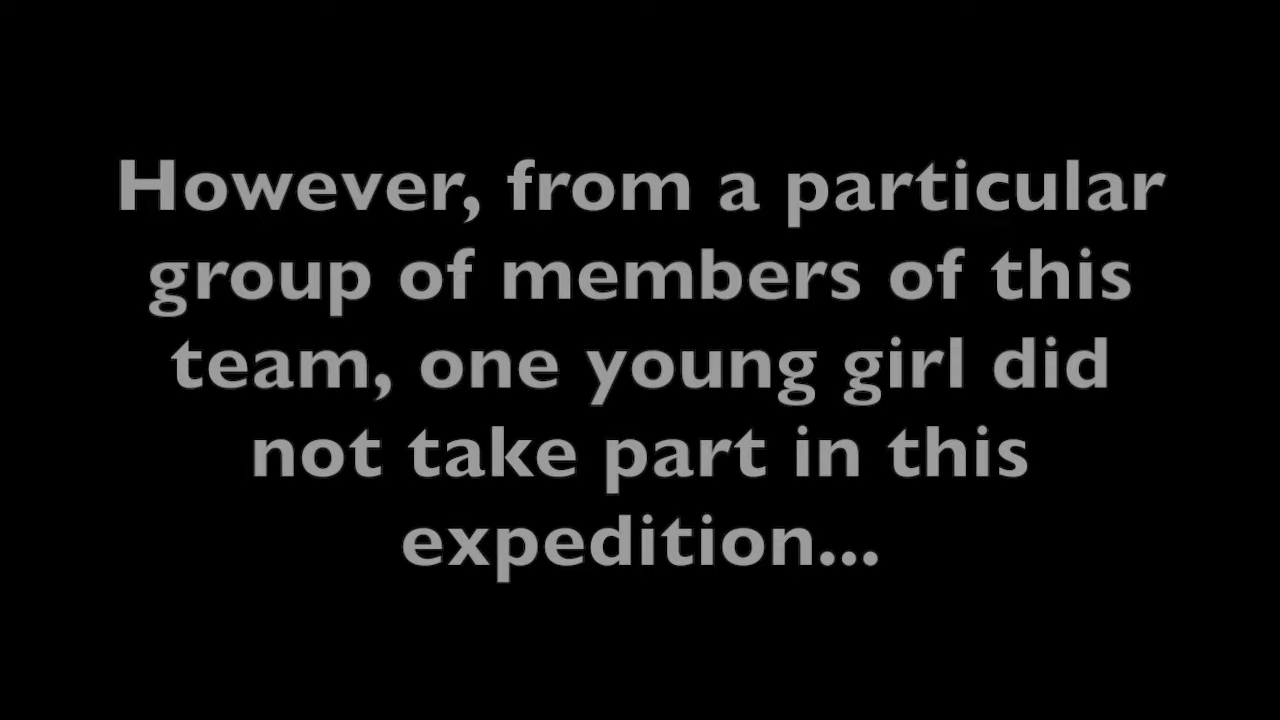 However, from a particular
group of members of this
team, one young girl did
not take part in this
expedition...